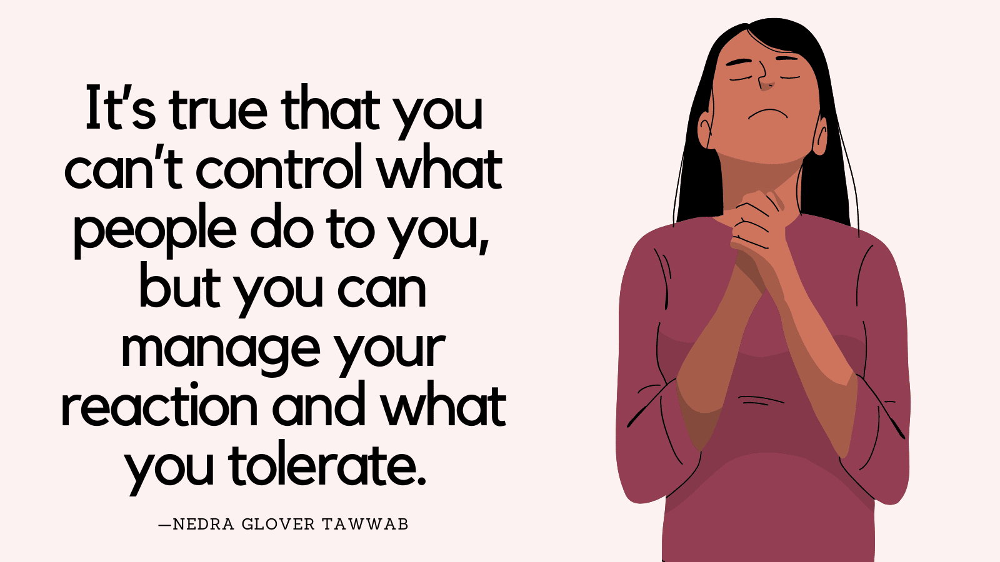 It's true that you
can't control what
people do to you,
but you can
manage your
reaction and what
you tolerate.
—NEDRA GLOVER TAWWAB